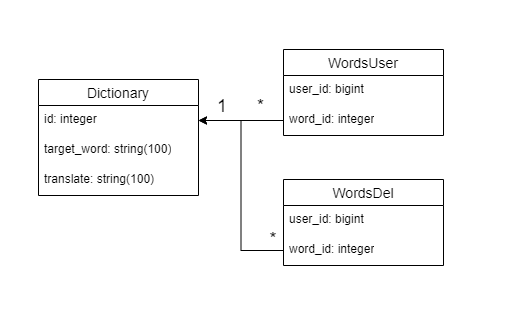 Dictionary
id: integer
target_word: string(100)
translate: string(100)
1
*
WordsUser
user_id: bigint
word_id: integer
*
WordsDel
user_id: bigint
word_id: integer